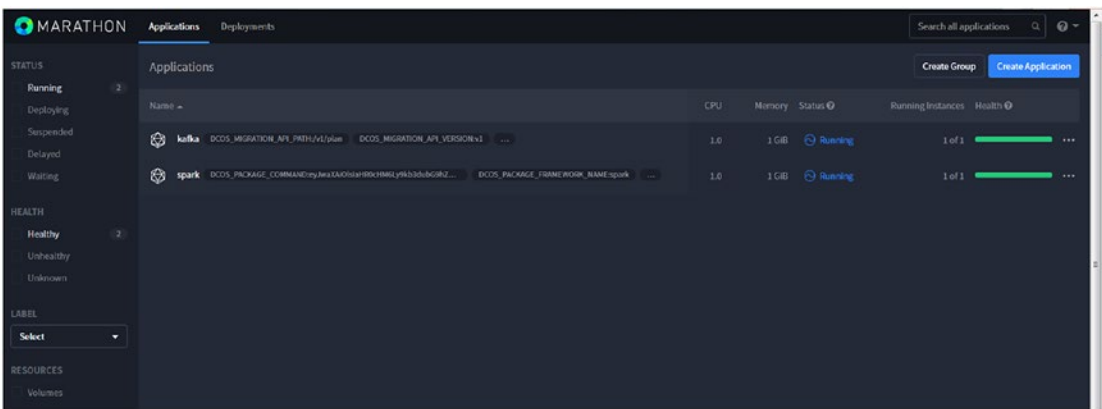 MARATHON Applications Deployments Search all applications
STATUS
Running 2
Deploying
Suspended
Delayed
Waiting
HEALTH
Healthy 2
Unhealthy
Unknown
LABEL
Select
RESOURCES
Volumes
Applications Create Group Create Application
Name CPU Memory Status Running Instances Health
kafka DCOS_MIGRATION_API_PATH:/v1/plan DCOS_MIGRATION_API_VERSION:v1 ... 1.0 1 GiB Running 1 of 1 ...
spark DCOS_PACKAGE_FRAMEWORK_NAME:spark ... 1.0 1 GiB Running 1 of 1 ...